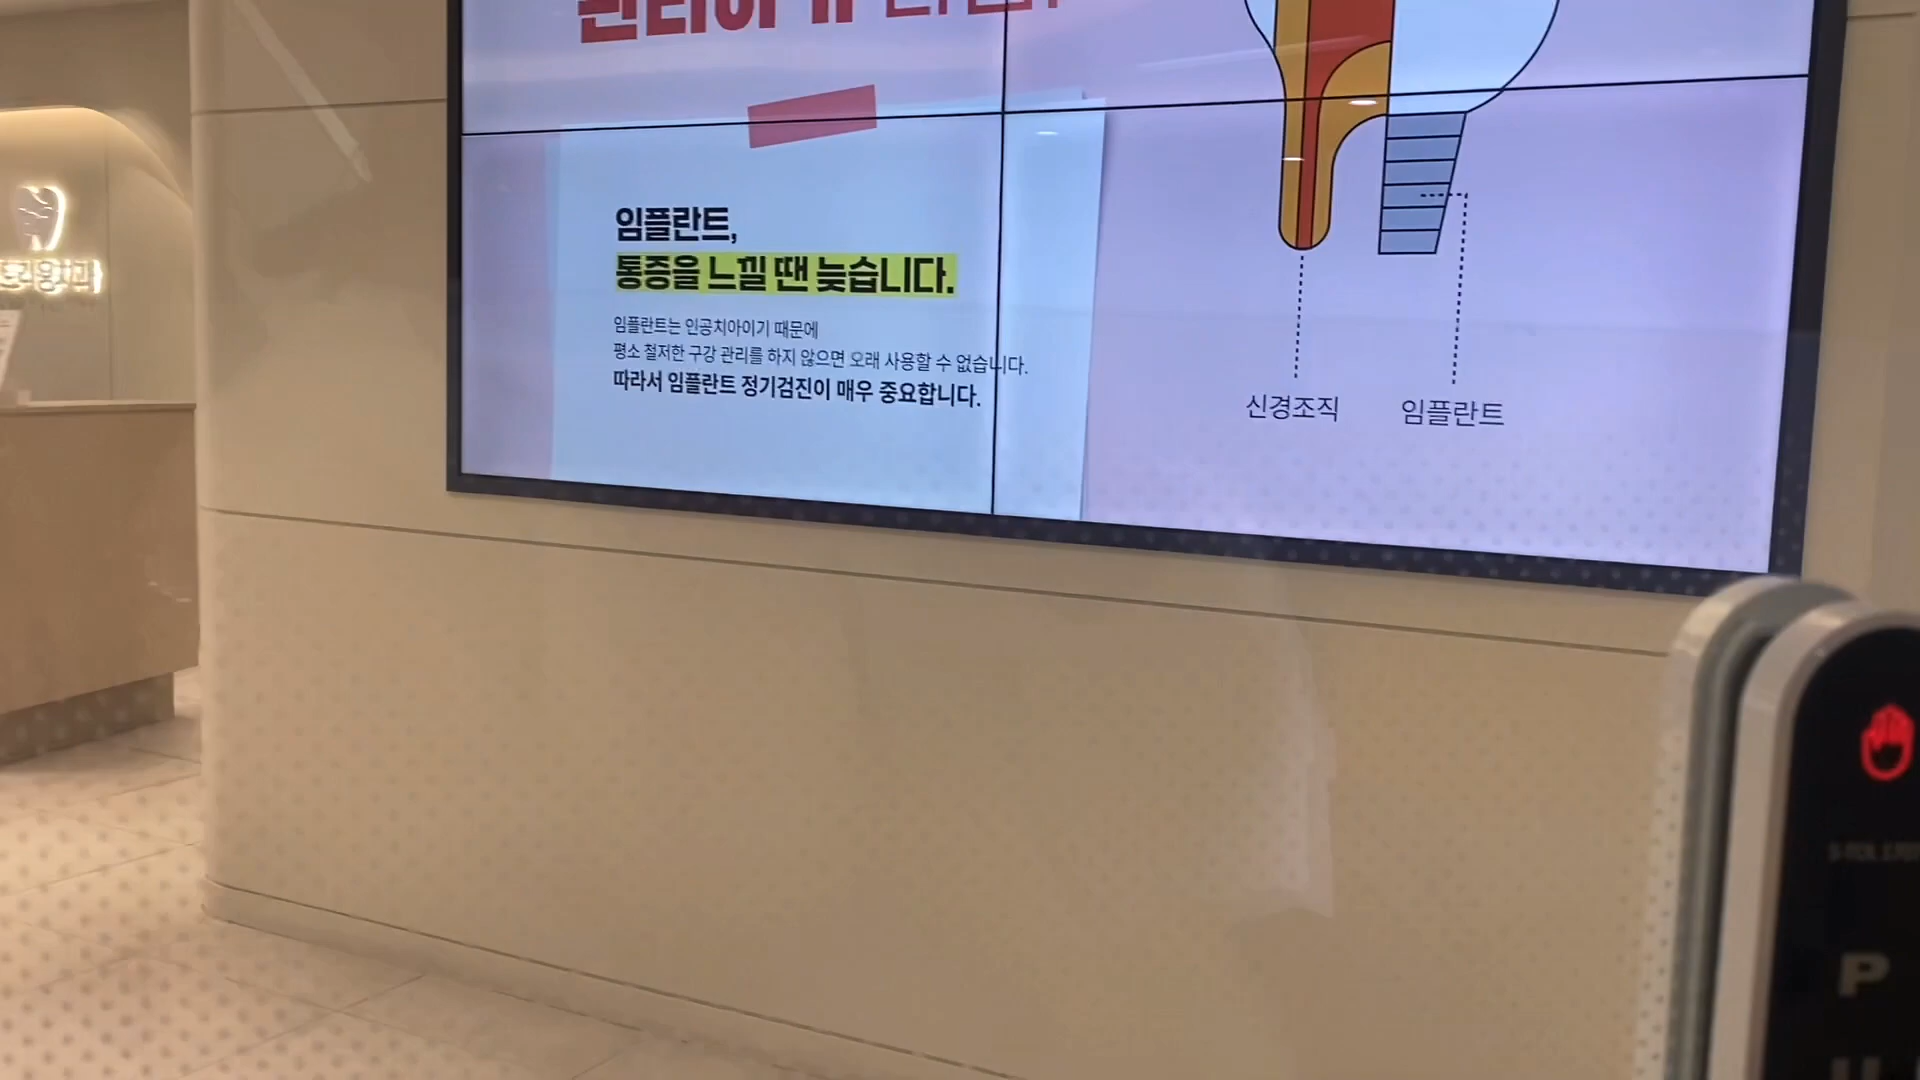 임플란트,
통증을 느낄 땐 늦습니다.
임플란트는 인공치아이기 때문에
평소 철저한 구강 관리를 하지 않으면 오래 사용할 수 없습니다.
따라서 임플란트 정기검진이 매우 중요합니다.
신경조직
임플란트
P